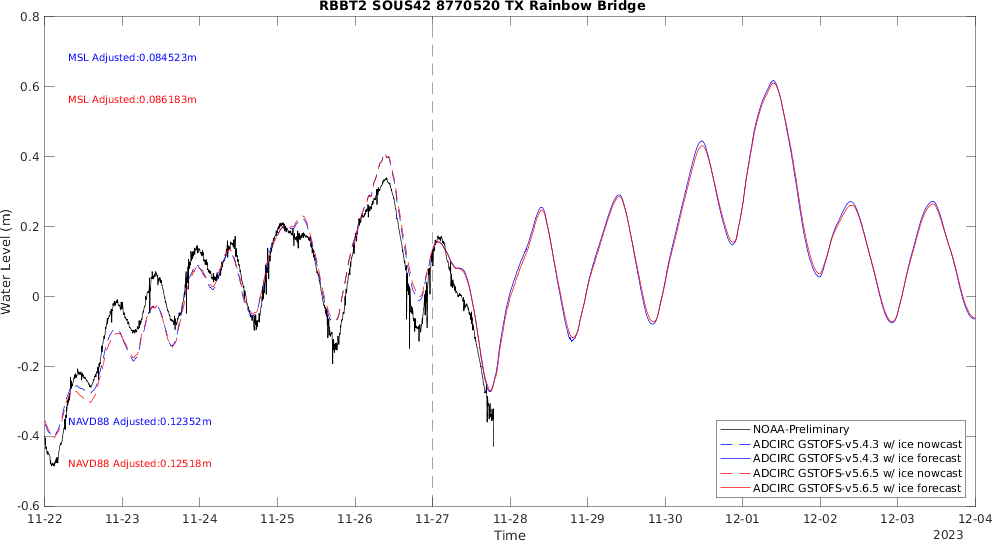 RBBT2 SOUS42 8770520 TX Rainbow Bridge
0.8
0.6
0.4
0.2
0
-0.2
-0.4
-0.6
Water Level (m)
MSL Adjusted:0.084523m
MSL Adjusted:0.086183m
NAVD88 Adjusted:0.12352m
NAVD88 Adjusted:0.12518m
NOAA-Preliminary
ADCIRC GSTOFS-v5.4.3 w/ ice nowcast
ADCIRC GSTOFS-v5.4.3 w/ ice forecast
ADCIRC GSTOFS-v5.6.5 w/ ice nowcast
ADCIRC GSTOFS-v5.6.5 w/ ice forecast
11-22 11-23 11-24 11-25 11-26 11-27 11-28 11-29 11-30 12-01 12-02 12-03 12-04
Time
2023